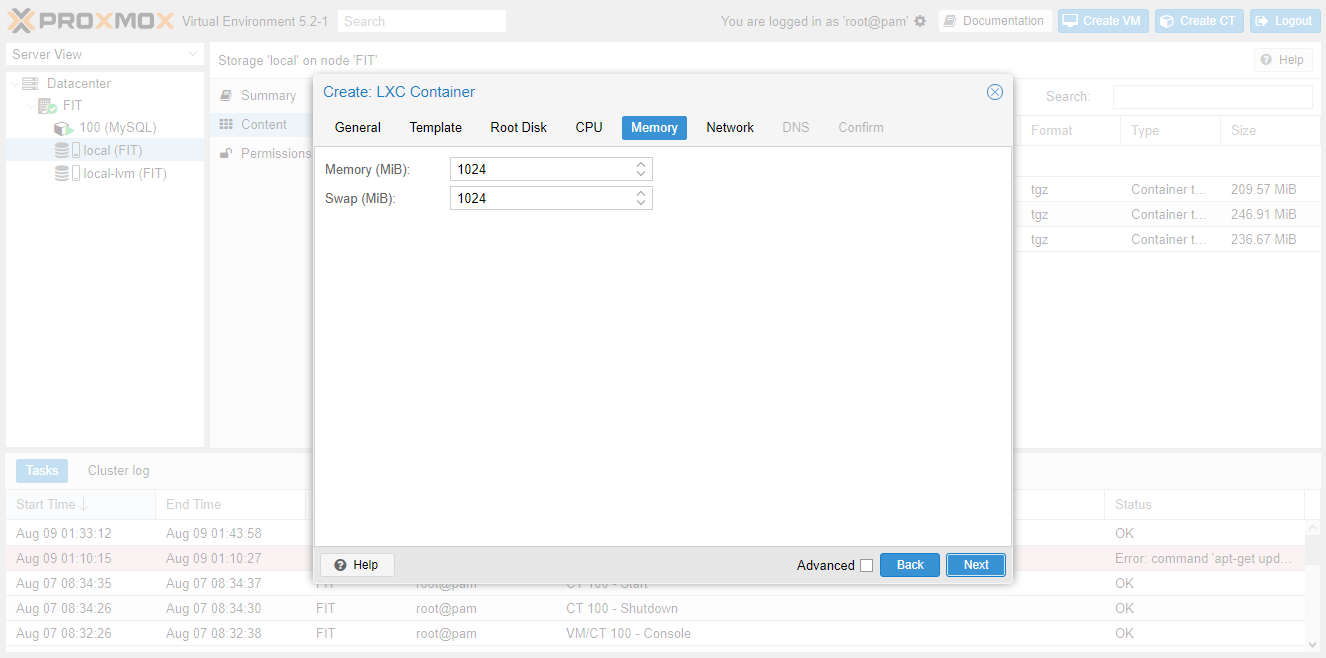 PROXMOX Virtual Environment 5.2-1 Search You are logged in as 'root@pam' Documentation Create VM Create CT Logout
Server View
Datacenter
FIT
100 (MySQL)
local (FIT)
local-lvm (FIT)
Storage 'local' on node 'FIT' Help
Summary
Content
Permissions
Search:
Format Type Size
tgz Container t... 209.57 MiB
tgz Container t... 246.91 MiB
tgz Container t... 236.67 MiB
Create: LXC Container
General Template Root Disk CPU Memory Network DNS Confirm
Memory (MiB): 1024
Swap (MiB): 1024
Help Advanced Back Next
Tasks Cluster log
Start Time End Time Status
Aug 09 01:33:12 Aug 09 01:43:58 OK
Aug 09 01:10:15 Aug 09 01:10:27 Error: command 'apt-get upd...
Aug 07 08:34:35 Aug 07 08:34:37 FIT root@pam CT 100 - Start OK
Aug 07 08:34:26 Aug 07 08:34:30 FIT root@pam CT 100 - Shutdown OK
Aug 07 08:32:26 Aug 07 08:32:38 FIT root@pam VM/CT 100 - Console OK